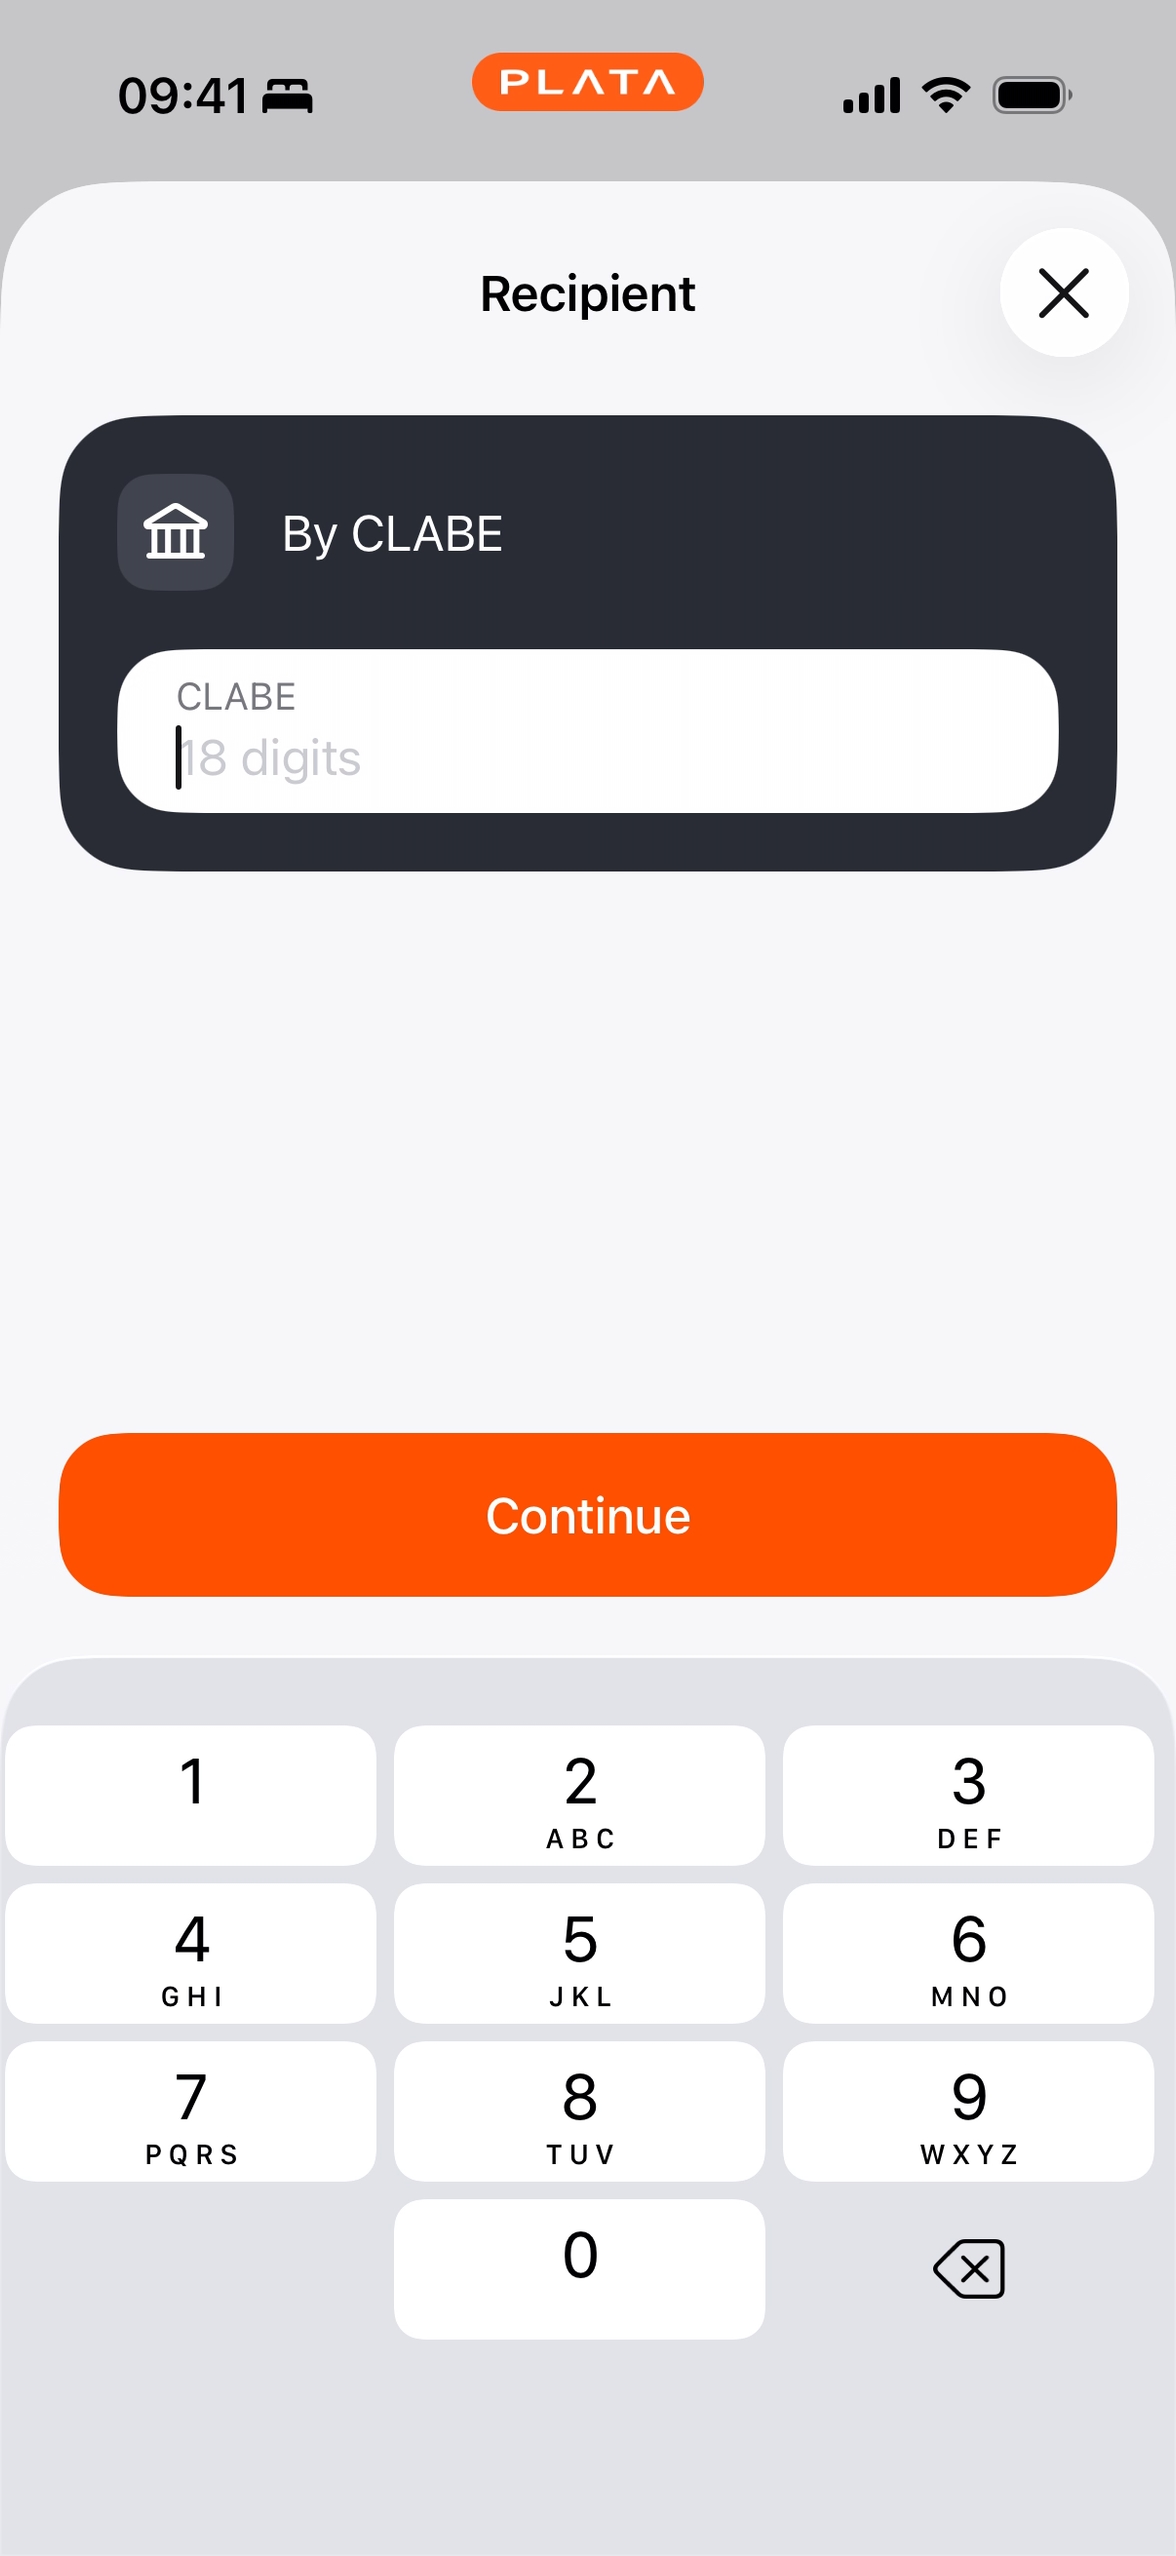 09:41
PLATA
Recipient
By CLABE
CLABE
18 digits
Continue
1
2
ABC
3
DEF
4
GHI
5
JKL
6
MNO
7
PQRS
8
TUV
9
WXYZ
0